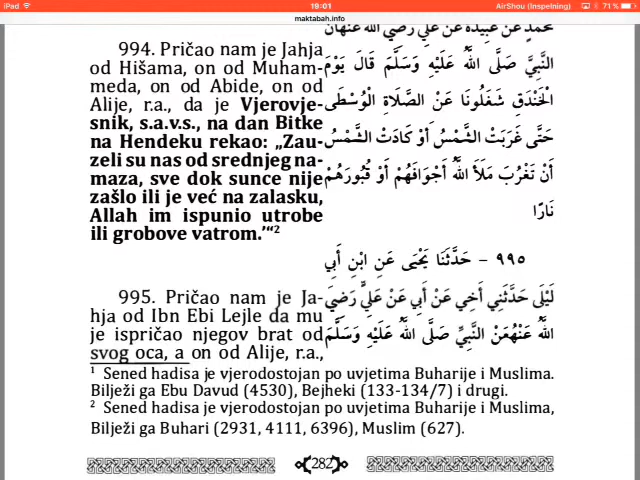 iPad
19:01
AirShou (Inspelning)
71 %
maktabah.info
994. Pričao nam je Jahja
od Hišama, on od Muham-
meda, on od Abide, on od
Alije, r.a., da je Vjerovje-
snik, s.a.v.s., na dan Bitke
na Hendeku rekao: „Zau-
zeli su nas od srednjeg na-
maza, sve dok sunce nije
zašlo ili je već na zalasku,
Allah im ispunio utrobe
ili grobove vatrom.‘“²
995. Pričao nam je Ja-
hja od Ibn Ebi Lejle da mu
je ispričao njegov brat od
svog oca, a on od Alije, r.a.,
مُحَمَّدٍ عَنْ عَبِيدَةَ عَنْ عَلِيٍّ رَضِيَ اللهُ عَنْهُأَنَّ
النَّبِيَّ صَلَّى اللهُ عَلَيْهِ وَسَلَّمَ قَالَ يَوْمَ
الْخَنْدَقِ شَغَلُونَا عَنْ الصَّلَاةِ الْوُسْطَى
حَتَّى غَرَبَتْ الشَّمْسُ أَوْ كَادَتْ الشَّمْسُ
أَنْ تَغْرُبَ مَلَأَ اللهُ أَجْوَافَهُمْ أَوْ قُبُورَهُمْ
نَارًا
٩٩٥ - حَدَّثَنَا يَحْيَى عَنِ ابْنِ أَبِي
لَيْلَى حَدَّثَنِي أَخِي عَنْ أَبِي عَنْ عَلِيٍّ رَضِيَ
اللهُ عَنْهُعَنْ النَّبِيِّ صَلَّى اللهُ عَلَيْهِ وَسَلَّمَ
¹ Sened hadisa je vjerodostojan po uvjetima Buharije i Muslima.
Bilježi ga Ebu Davud (4530), Bejheki (133-134/7) i drugi.
² Sened hadisa je vjerodostojan po uvjetima Buharije i Muslima,
Bilježi ga Buhari (2931, 4111, 6396), Muslim (627).
282